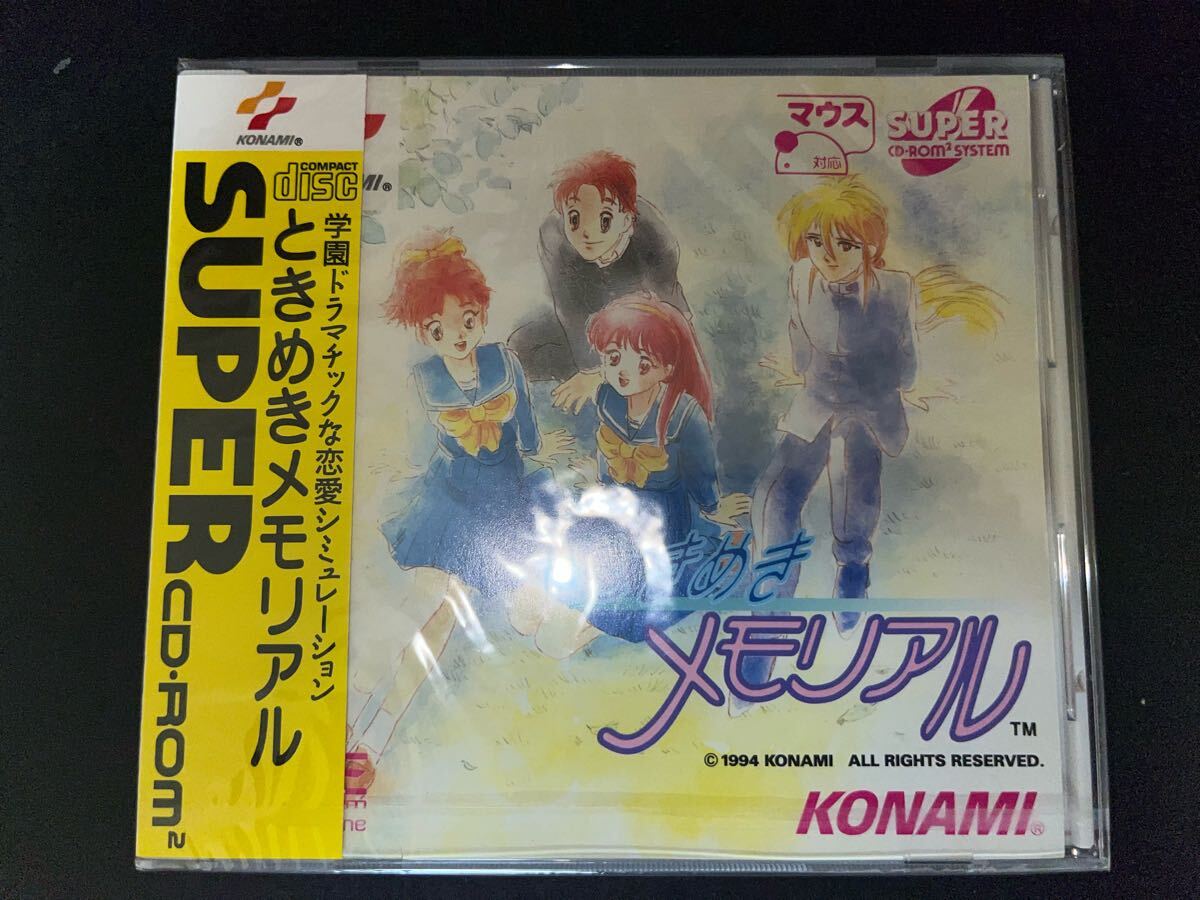 KONAMI®
COMPACT
disc
学園ドラマチックな恋愛シミュレーション
ときめきメモリアル
SUPER CD-ROM²
MI®
マウス
対応
SUPER
CD-ROM² SYSTEM
まめき
メモリアル
TM
©1994 KONAMI ALL RIGHTS RESERVED.
KONAMI®